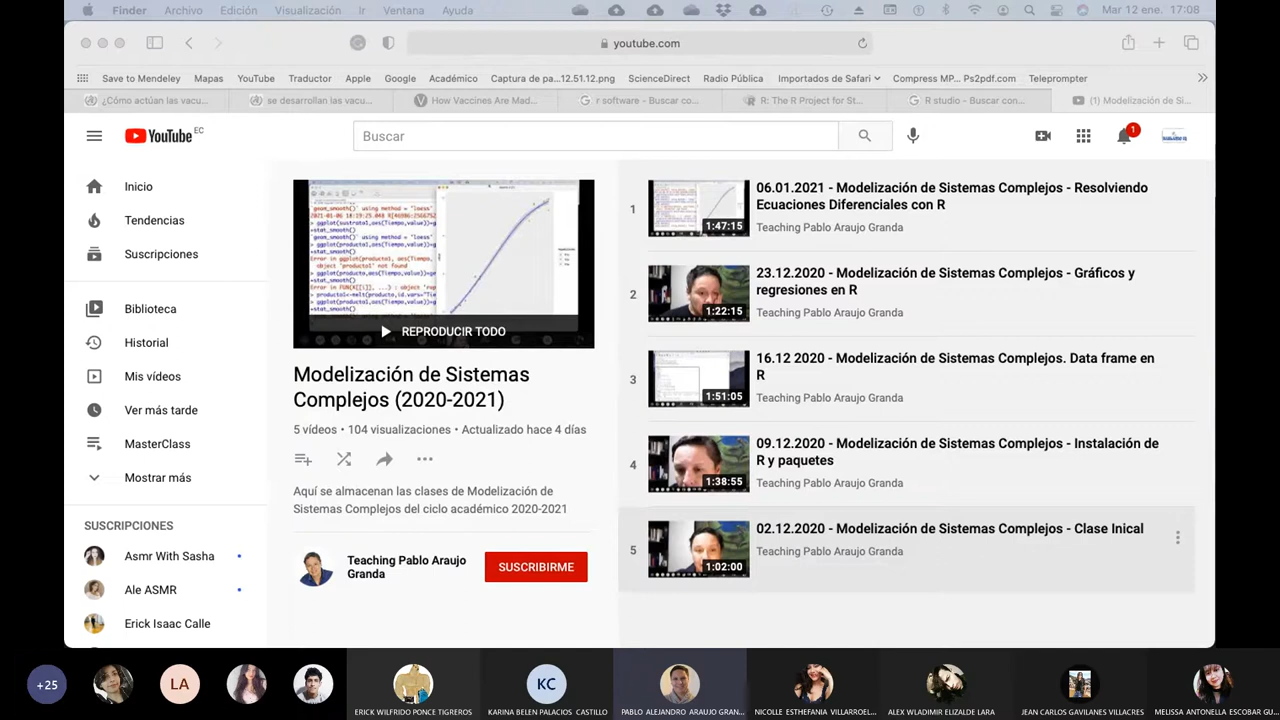 Finder Archivo Edición Visualización Ir Ventana Ayuda
Mar 12 ene. 17:08
youtube.com
Save to Mendeley Mapas YouTube Traductor Apple Google Académico Captura de pa...12.51.12.png ScienceDirect Radio Pública Importados de Safari Compress MP... Ps2pdf.com Teleprompter
¿Cómo actúan las vacu... se desarrollan las vacu... How Vaccines Are Mad... r software - Buscar co... R: The R Project for St... R studio - Buscar con... (1) Modelización de Si...
YouTube EC
Buscar
1
Inicio
Tendencias
Suscripciones
Biblioteca
Historial
Mis vídeos
Ver más tarde
MasterClass
Mostrar más
SUSCRIPCIONES
Asmr With Sasha
Ale ASMR
Erick Isaac Calle
REPRODUCIR TODO
Modelización de Sistemas
Complejos (2020-2021)
5 vídeos • 104 visualizaciones • Actualizado hace 4 días
Aquí se almacenan las clases de Modelización de
Sistemas Complejos del ciclo académico 2020-2021
Teaching Pablo Araujo
Granda
SUSCRIBIRME
1
1:47:15
06.01.2021 - Modelización de Sistemas Complejos - Resolviendo
Ecuaciones Diferenciales con R
Teaching Pablo Araujo Granda
2
1:22:15
23.12.2020 - Modelización de Sistemas Complejos - Gráficos y
regresiones en R
Teaching Pablo Araujo Granda
3
1:51:05
16.12 2020 - Modelización de Sistemas Complejos. Data frame en
R
Teaching Pablo Araujo Granda
4
1:38:55
09.12.2020 - Modelización de Sistemas Complejos - Instalación de
R y paquetes
Teaching Pablo Araujo Granda
5
1:02:00
02.12.2020 - Modelización de Sistemas Complejos - Clase Inical
Teaching Pablo Araujo Granda
+25
LA
KC
ERICK WILFRIDO PONCE TIGREROS
KARINA BELEN PALACIOS CASTILLO
PABLO ALEJANDRO ARAUJO GRAN...
NICOLLE ESTHEFANIA VILLARROEL...
ALEX WLADIMIR ELIZALDE LARA
JEAN CARLOS GAVILANES VILLACRES
MELISSA ANTONELLA ESCOBAR GU...